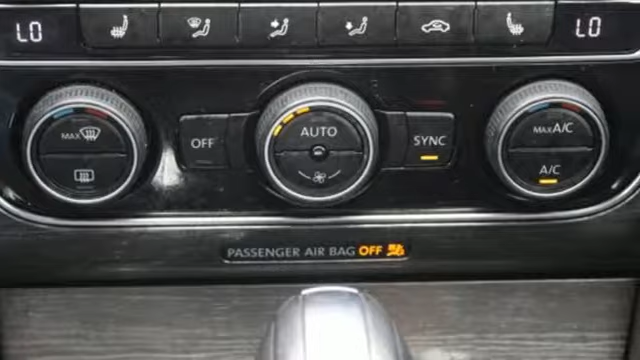 LO LO
MAX OFF AUTO SYNC MAX A/C
A/C
PASSENGER AIR BAG OFF